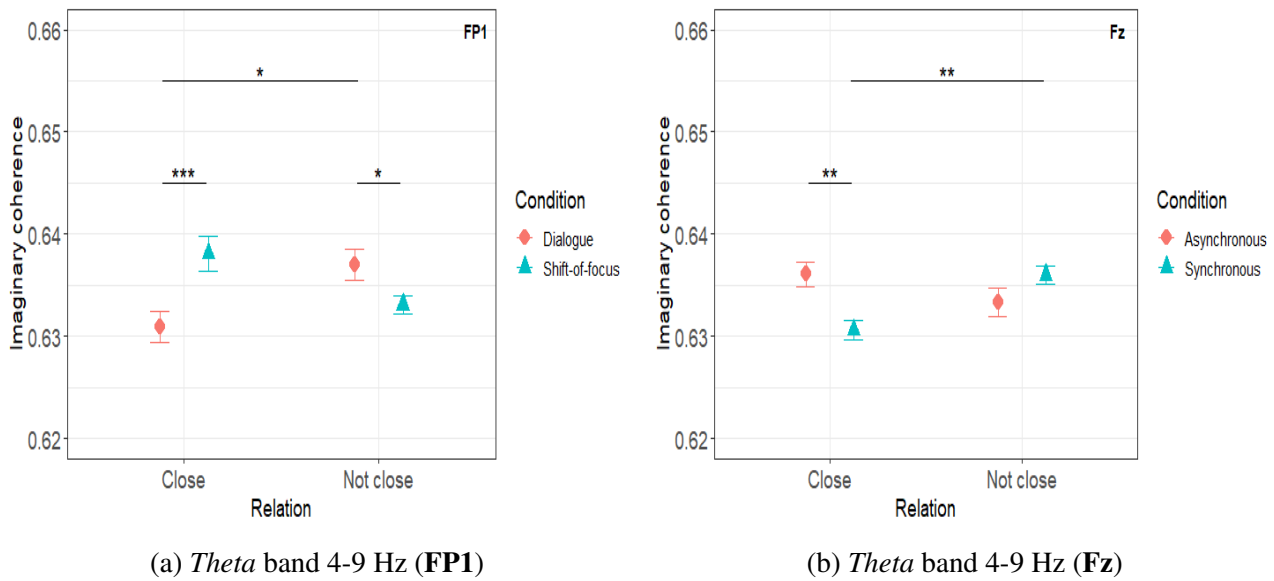 0.66
0.65
0.64
0.63
0.62
Imaginary coherence
FP1
*
***
*
Close
Not close
Relation
Condition
Dialogue
Shift-of-focus
(a) Theta band 4-9 Hz (FP1)
0.66
0.65
0.64
0.63
0.62
Imaginary coherence
Fz
**
**
Close
Not close
Relation
Condition
Asynchronous
Synchronous
(b) Theta band 4-9 Hz (Fz)